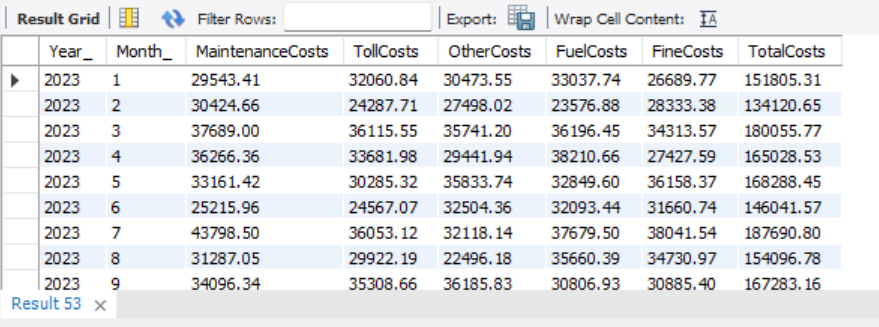 Result Grid Filter Rows: Export: Wrap Cell Content: IA
Year_ Month_ MaintenanceCosts TollCosts OtherCosts FuelCosts FineCosts TotalCosts
2023 1 29543.41 32060.84 30473.55 33037.74 26689.77 151805.31
2023 2 30424.66 24287.71 27498.02 23576.88 28333.38 134120.65
2023 3 37689.00 36115.55 35741.20 36196.45 34313.57 180055.77
2023 4 36266.36 33681.98 29441.94 38210.66 27427.59 165028.53
2023 5 33161.42 30285.32 35833.74 32849.60 36158.37 168288.45
2023 6 25215.96 24567.07 32504.36 32093.44 31660.74 146041.57
2023 7 43798.50 36053.12 32118.14 37679.50 38041.54 187690.80
2023 8 31287.05 29922.19 22496.18 35660.39 34730.97 154096.78
2023 9 34096.34 35308.66 36185.83 30806.93 30885.40 167283.16
Result 53